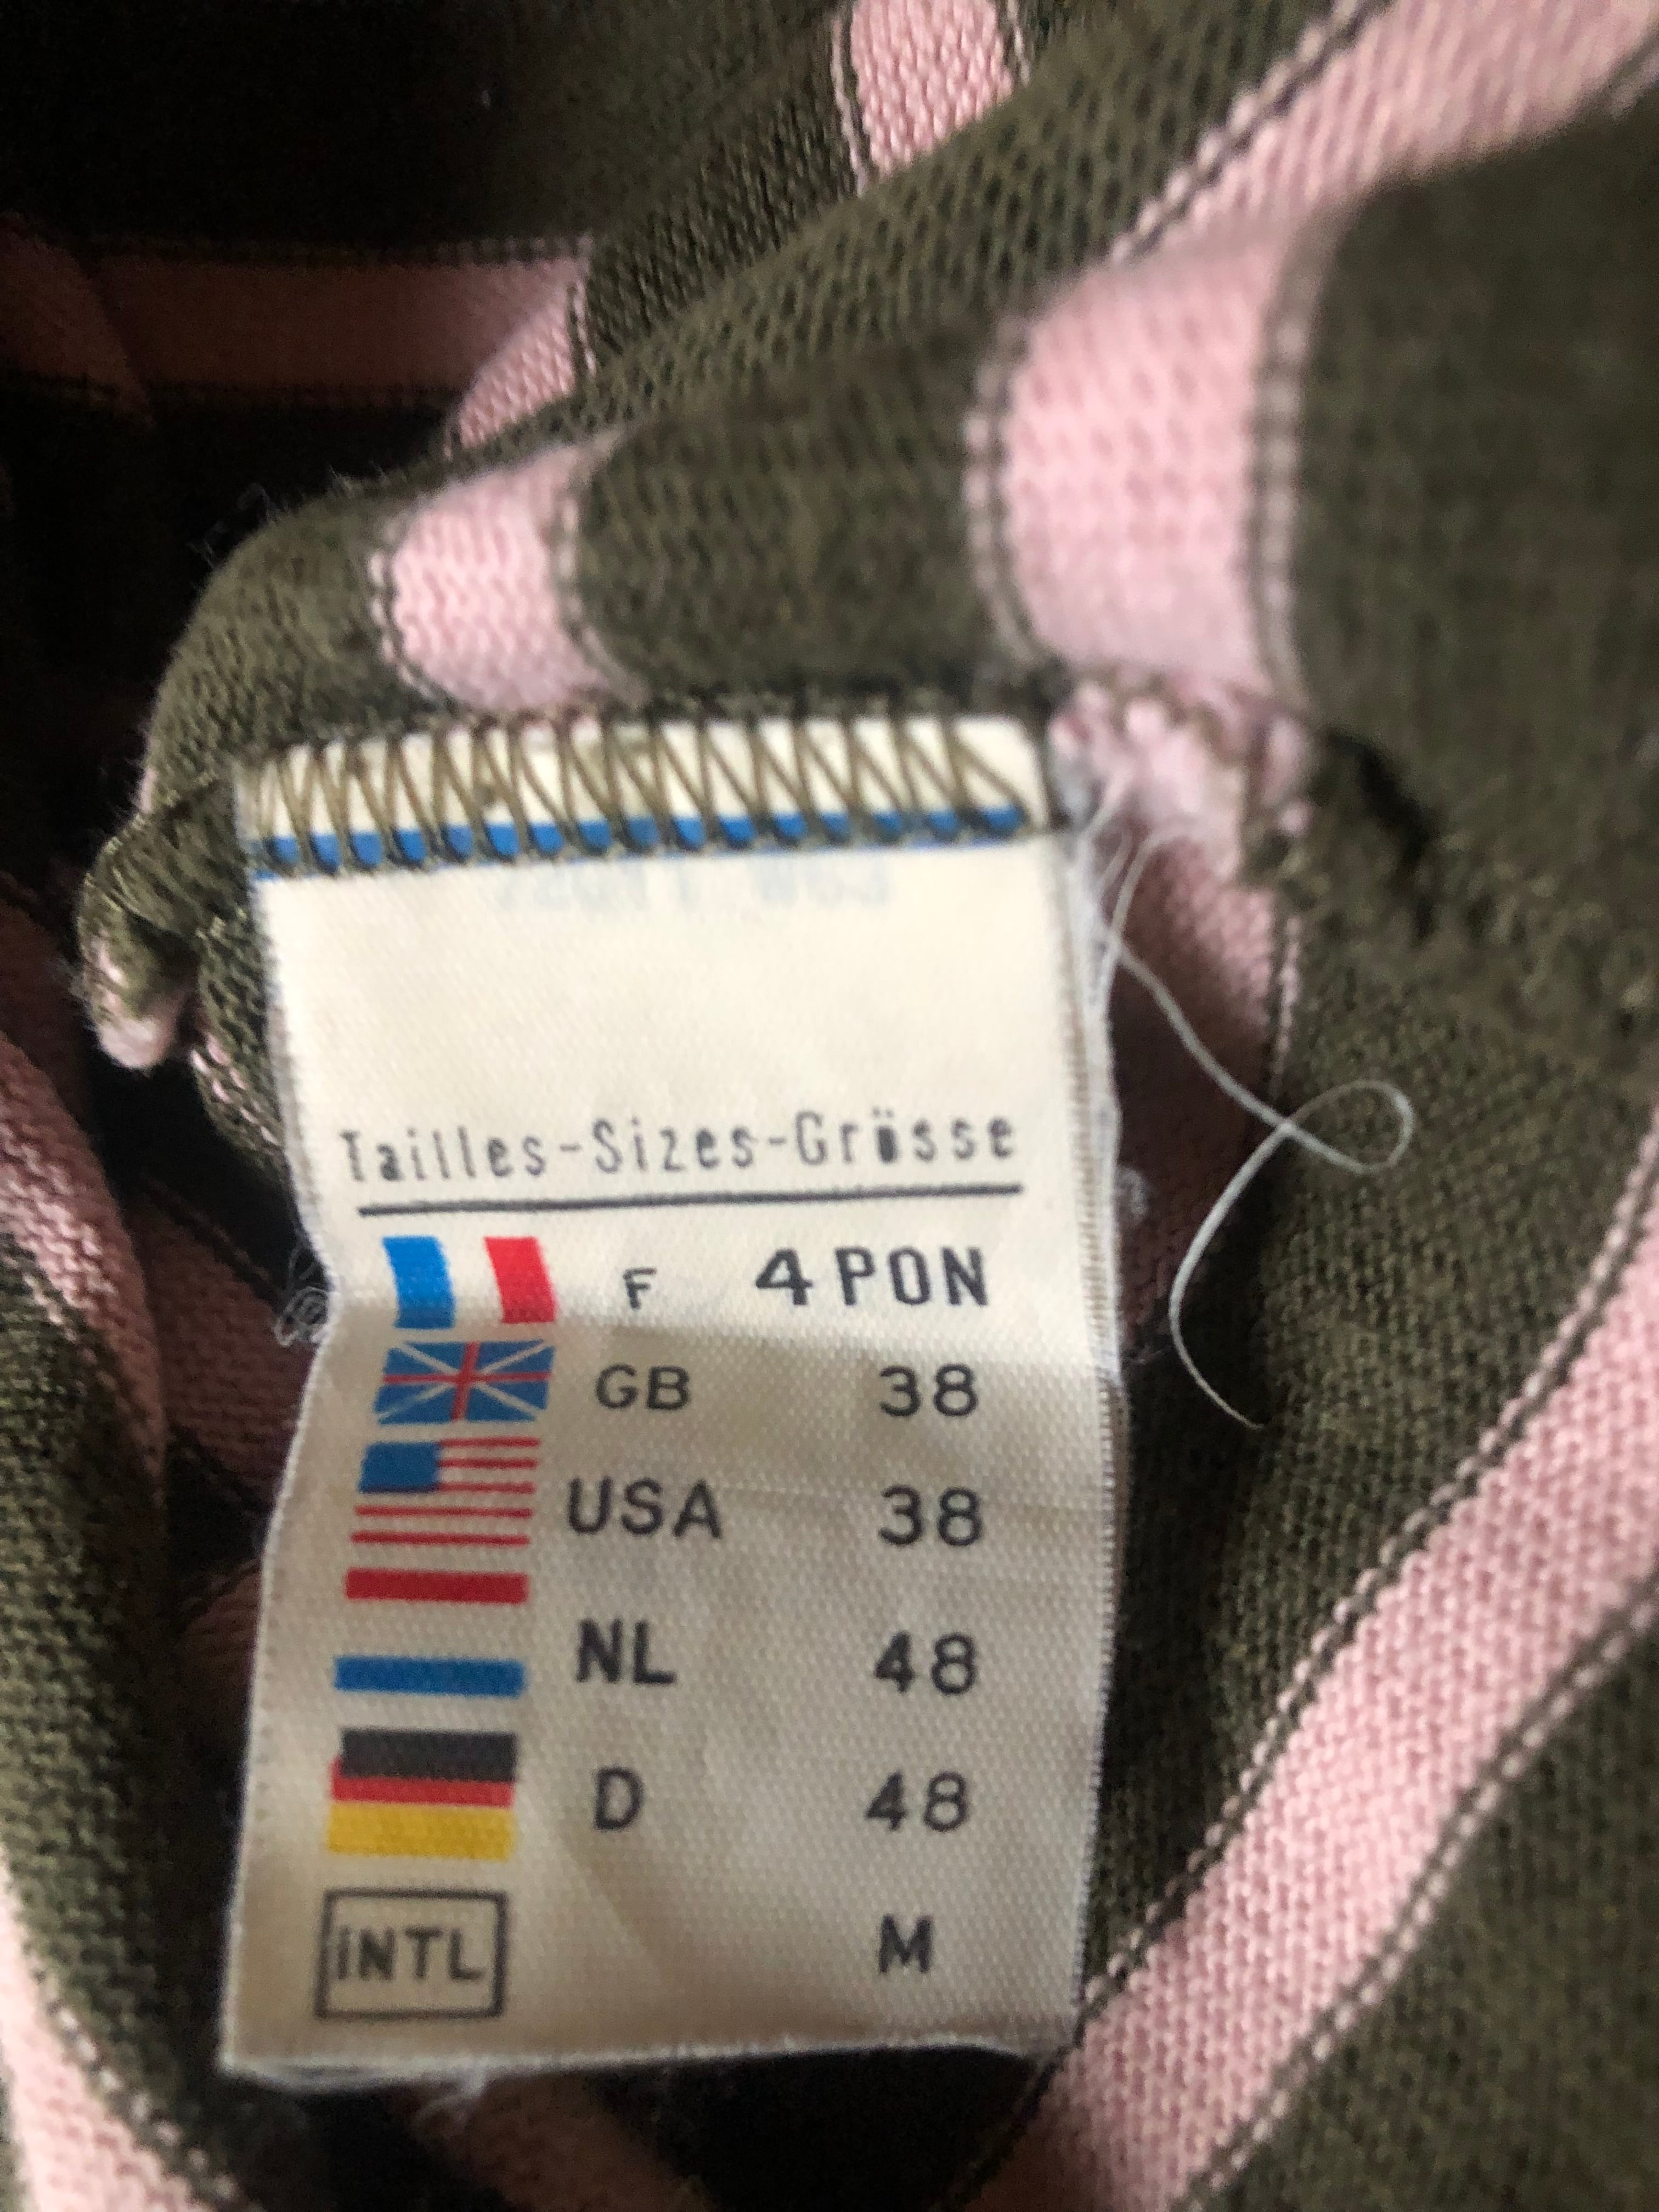 Tailles-Sizes-Grösse
F 4 PON
GB 38
USA 38
NL 48
D 48
INTL M